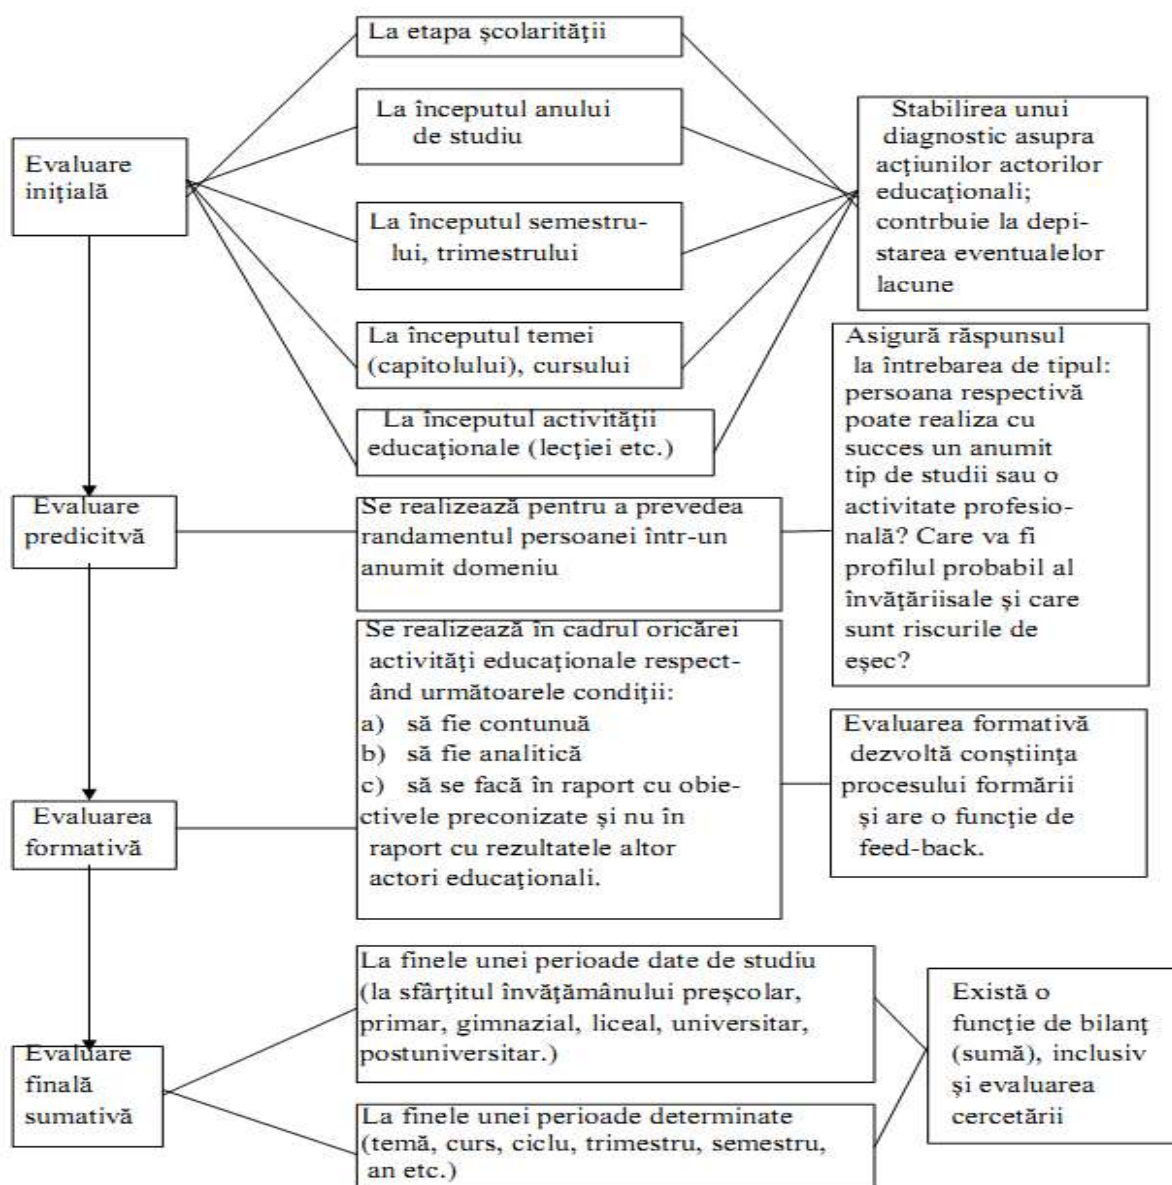 Evaluare
iniţială
La etapa şcolarităţii
La începutul anului
de studiu
La începutul semestru-
lui, trimestrului
La începutul temei
(capitolului), cursului
La începutul activităţii
educaţionale (lecţiei etc.)
Stabilirea unui
diagnostic asupra
acţiunilor actorilor
educaţionali;
contrbuie la depi-
starea eventualelor
lacune
Evaluare
predicitvă
Se realizează pentru a prevedea
randamentul persoanei într-un
anumit domeniu
Asigură răspunsul
la întrebarea de tipul:
persoana respectivă
poate realiza cu
succes un anumit
tip de studii sau o
activitate profesio-
nală? Care va fi
profilul probabil al
învăţăriisale şi care
sunt riscurile de
eşec?
Evaluarea
formativă
Se realizează în cadrul oricărei
activităţi educaţionale respect-
ând următoarele condiţii:
a) să fie contunuă
b) să fie analitică
c) să se facă în raport cu obie-
ctivele preconizate şi nu în
raport cu rezultatele altor
actori educaţionali.
Evaluarea formativă
dezvoltă conştiinţa
procesului formării
şi are o funcţie de
feed-back.
Evaluare
finală
sumativă
La finele unei perioade date de studiu
(la sfârţitul învăţămânului preşcolar,
primar, gimnazial, liceal, universitar,
postuniversitar.)
La finele unei perioade determinate
(temă, curs, ciclu, trimestru, semestru,
an etc.)
Există o
funcţie de bilanţ
(sumă), inclusiv
şi evaluarea
cercetării